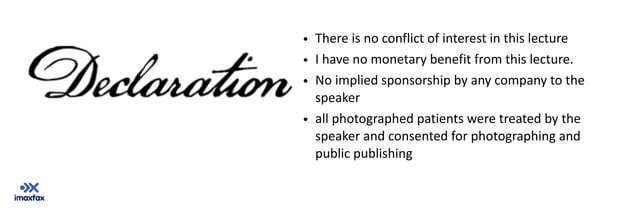 Declaration
• There is no conflict of interest in this lecture
• I have no monetary benefit from this lecture.
• No implied sponsorship by any company to the
speaker
• all photographed patients were treated by the
speaker and consented for photographing and
public publishing
imaxfax